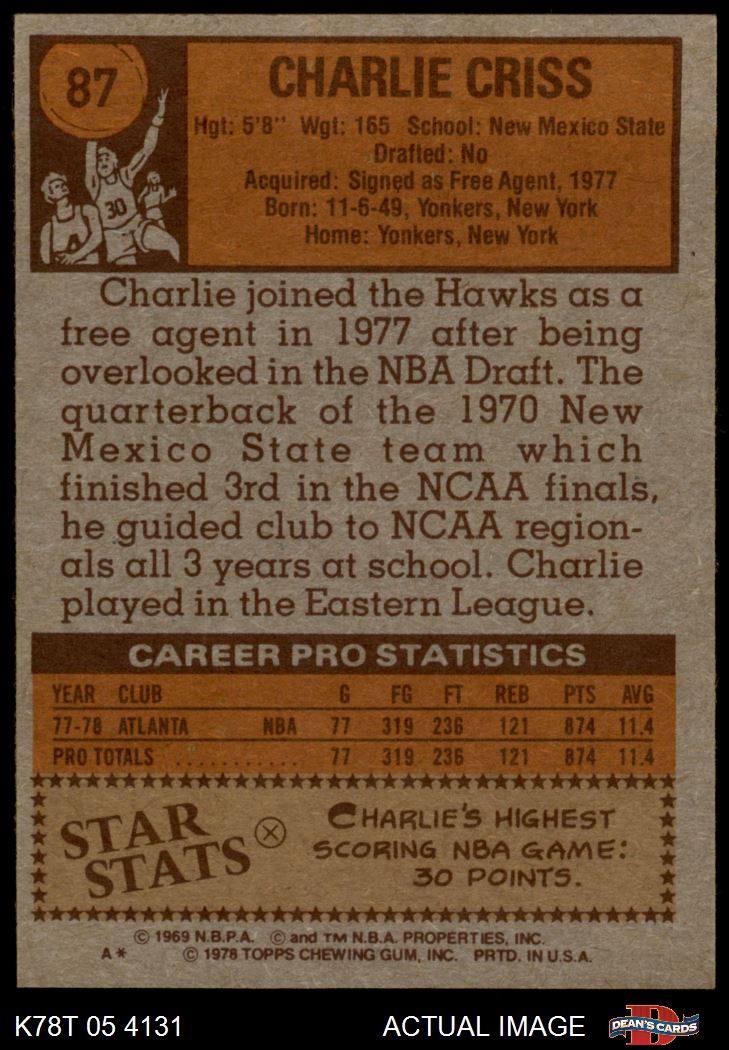 87
CHARLIE CRISS
Hgt: 5'8" Wgt: 165 School: New Mexico State
Drafted: No
Acquired: Signed as Free Agent, 1977
Born: 11-6-49, Yonkers, New York
Home: Yonkers, New York
30
Charlie joined the Hawks as a
free agent in 1977 after being
overlooked in the NBA Draft. The
quarterback of the 1970 New
Mexico State team which
finished 3rd in the NCAA finals,
he guided club to NCAA region-
als all 3 years at school. Charlie
played in the Eastern League.
CAREER PRO STATISTICS
YEAR CLUB G FG FT REB PTS AVG
77-78 ATLANTA NBA 77 319 236 121 874 11.4
PRO TOTALS ........... 77 319 236 121 874 11.4
STAR STATS
CHARLIE'S HIGHEST
SCORING NBA GAME:
30 POINTS.
© 1969 N.B.P.A. © and TM N.B.A. PROPERTIES, INC.
A* © 1978 TOPPS CHEWING GUM, INC. PRTD. IN U.S.A.
K78T 05 4131 ACTUAL IMAGE D DEAN'S CARDS